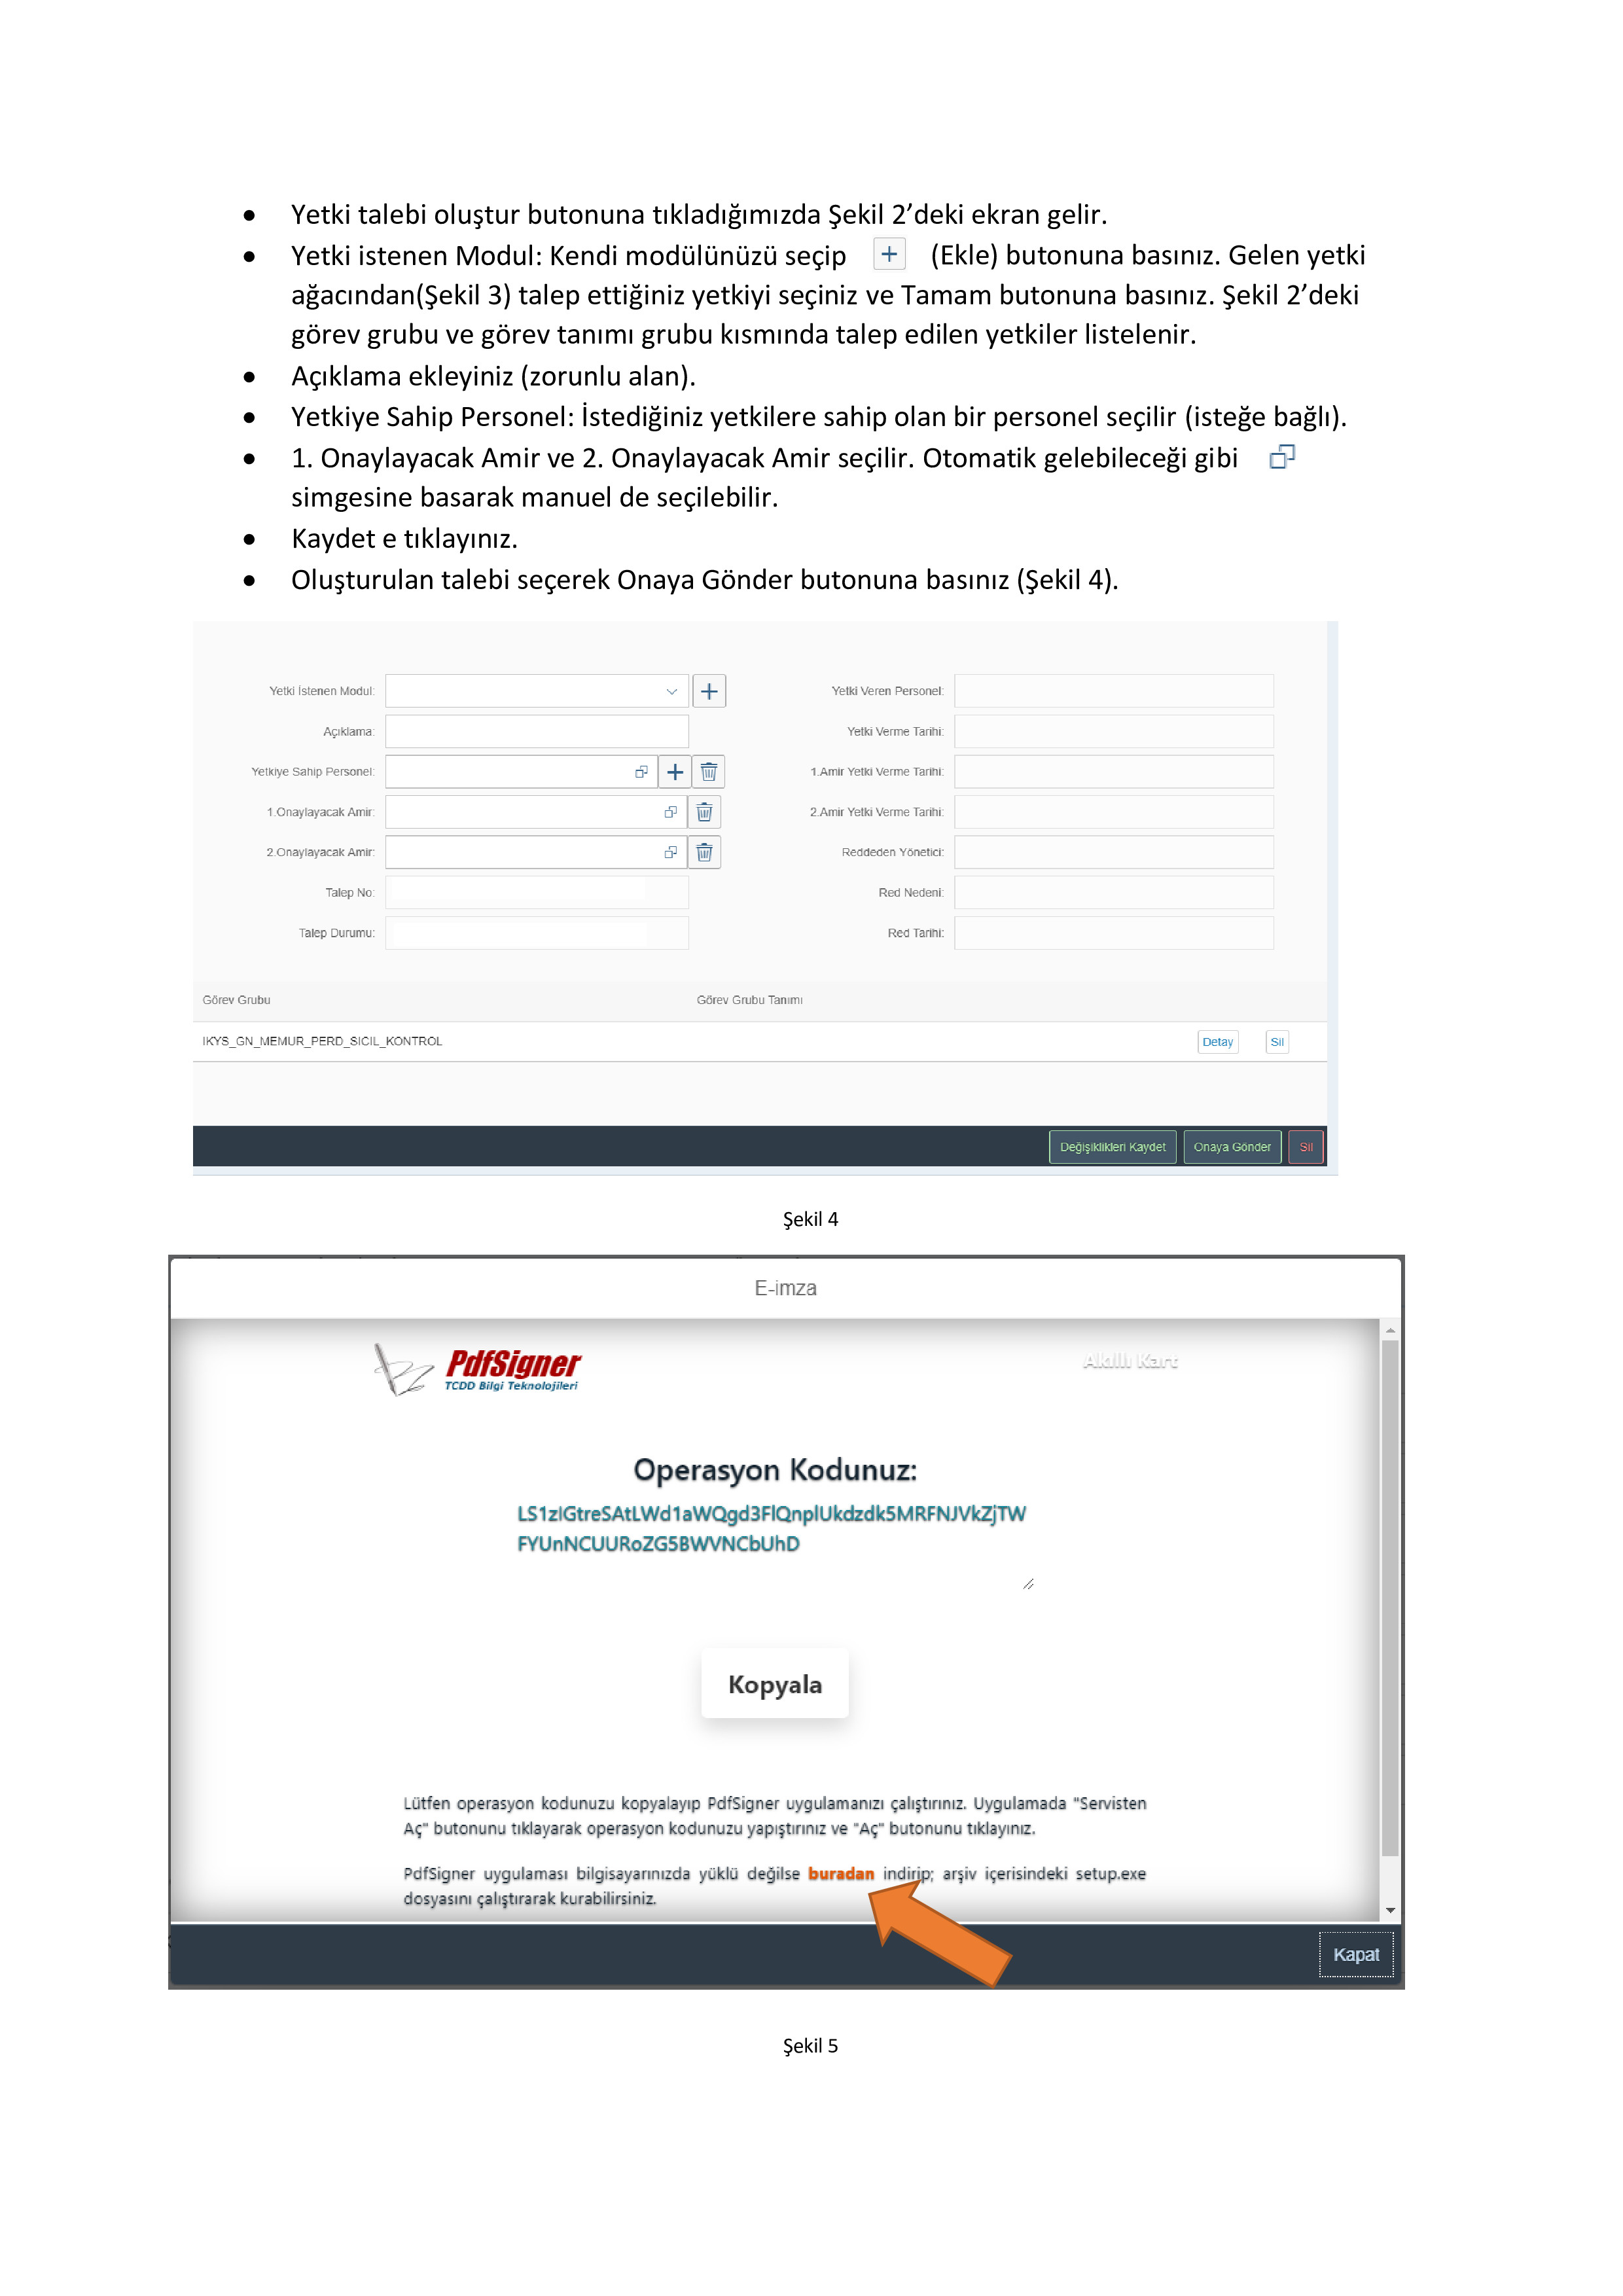 • Yetki talebi oluştur butonuna tıkladığımızda Şekil 2’deki ekran gelir.
• Yetki istenen Modul: Kendi modülünüzü seçip + (Ekle) butonuna basınız. Gelen yetki
ağacından(Şekil 3) talep ettiğiniz yetkiyi seçiniz ve Tamam butonuna basınız. Şekil 2’deki
görev grubu ve görev tanımı grubu kısmında talep edilen yetkiler listelenir.
• Açıklama ekleyiniz (zorunlu alan).
• Yetkiye Sahip Personel: İstediğiniz yetkilere sahip olan bir personel seçilir (isteğe bağlı).
• 1. Onaylayacak Amir ve 2. Onaylayacak Amir seçilir. Otomatik gelebileceği gibi
simgesine basarak manuel de seçilebilir.
• Kaydet e tıklayınız.
• Oluşturulan talebi seçerek Onaya Gönder butonuna basınız (Şekil 4).
Yetki İstenen Modul: + Yetki Veren Personel:
Açıklama: Yetki Verme Tarihi:
Yetkiye Sahip Personel: + 1.Amir Yetki Verme Tarihi:
1.Onaylayacak Amir: 2.Amir Yetki Verme Tarihi:
2.Onaylayacak Amir: Reddeden Yönetici:
Talep No: Red Nedeni:
Talep Durumu: Red Tarihi:
Görev Grubu Görev Grubu Tanımı
IKYS_GN_MEMUR_PERD_SICIL_KONTROL Detay Sil
Değişiklikleri Kaydet Onaya Gönder Sil
Şekil 4
E-imza
PdfSigner Akıllı Kart
TCDD Bilgi Teknolojileri
Operasyon Kodunuz:
LS1zIGtreSAtLWd1aWQgd3FlQnplUkdzdk5MRFNJVkZjTW
FYUnNCUURoZG5BWVNCbUhD
Kopyala
Lütfen operasyon kodunuzu kopyalayıp PdfSigner uygulamanızı çalıştırınız. Uygulamada "Servisten
Aç" butonunu tıklayarak operasyon kodunuzu yapıştırınız ve "Aç" butonunu tıklayınız.
PdfSigner uygulaması bilgisayarınızda yüklü değilse buradan indirip; arşiv içerisindeki setup.exe
dosyasını çalıştırarak kurabilirsiniz.
Kapat
Şekil 5